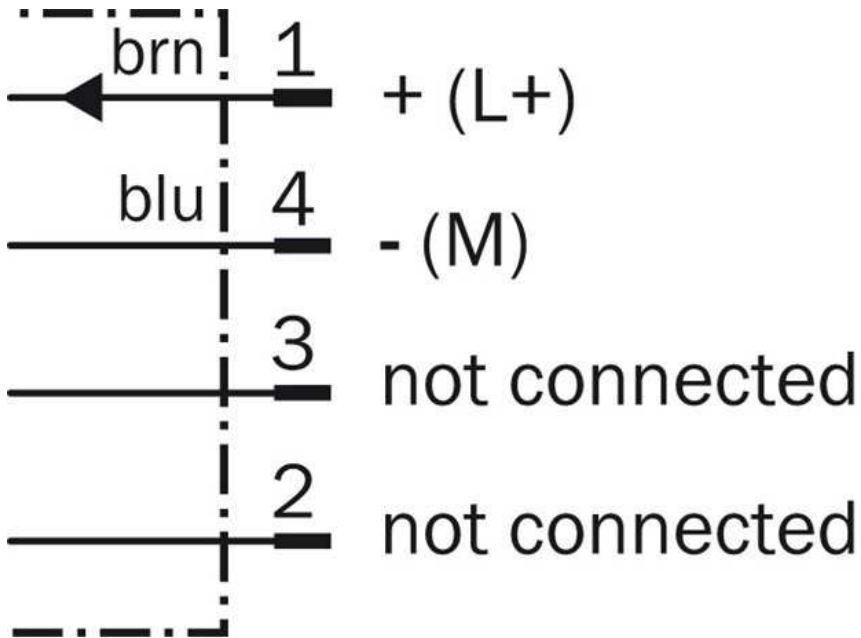 brn 1 + (L+)
blu 4 - (M)
3 not connected
2 not connected